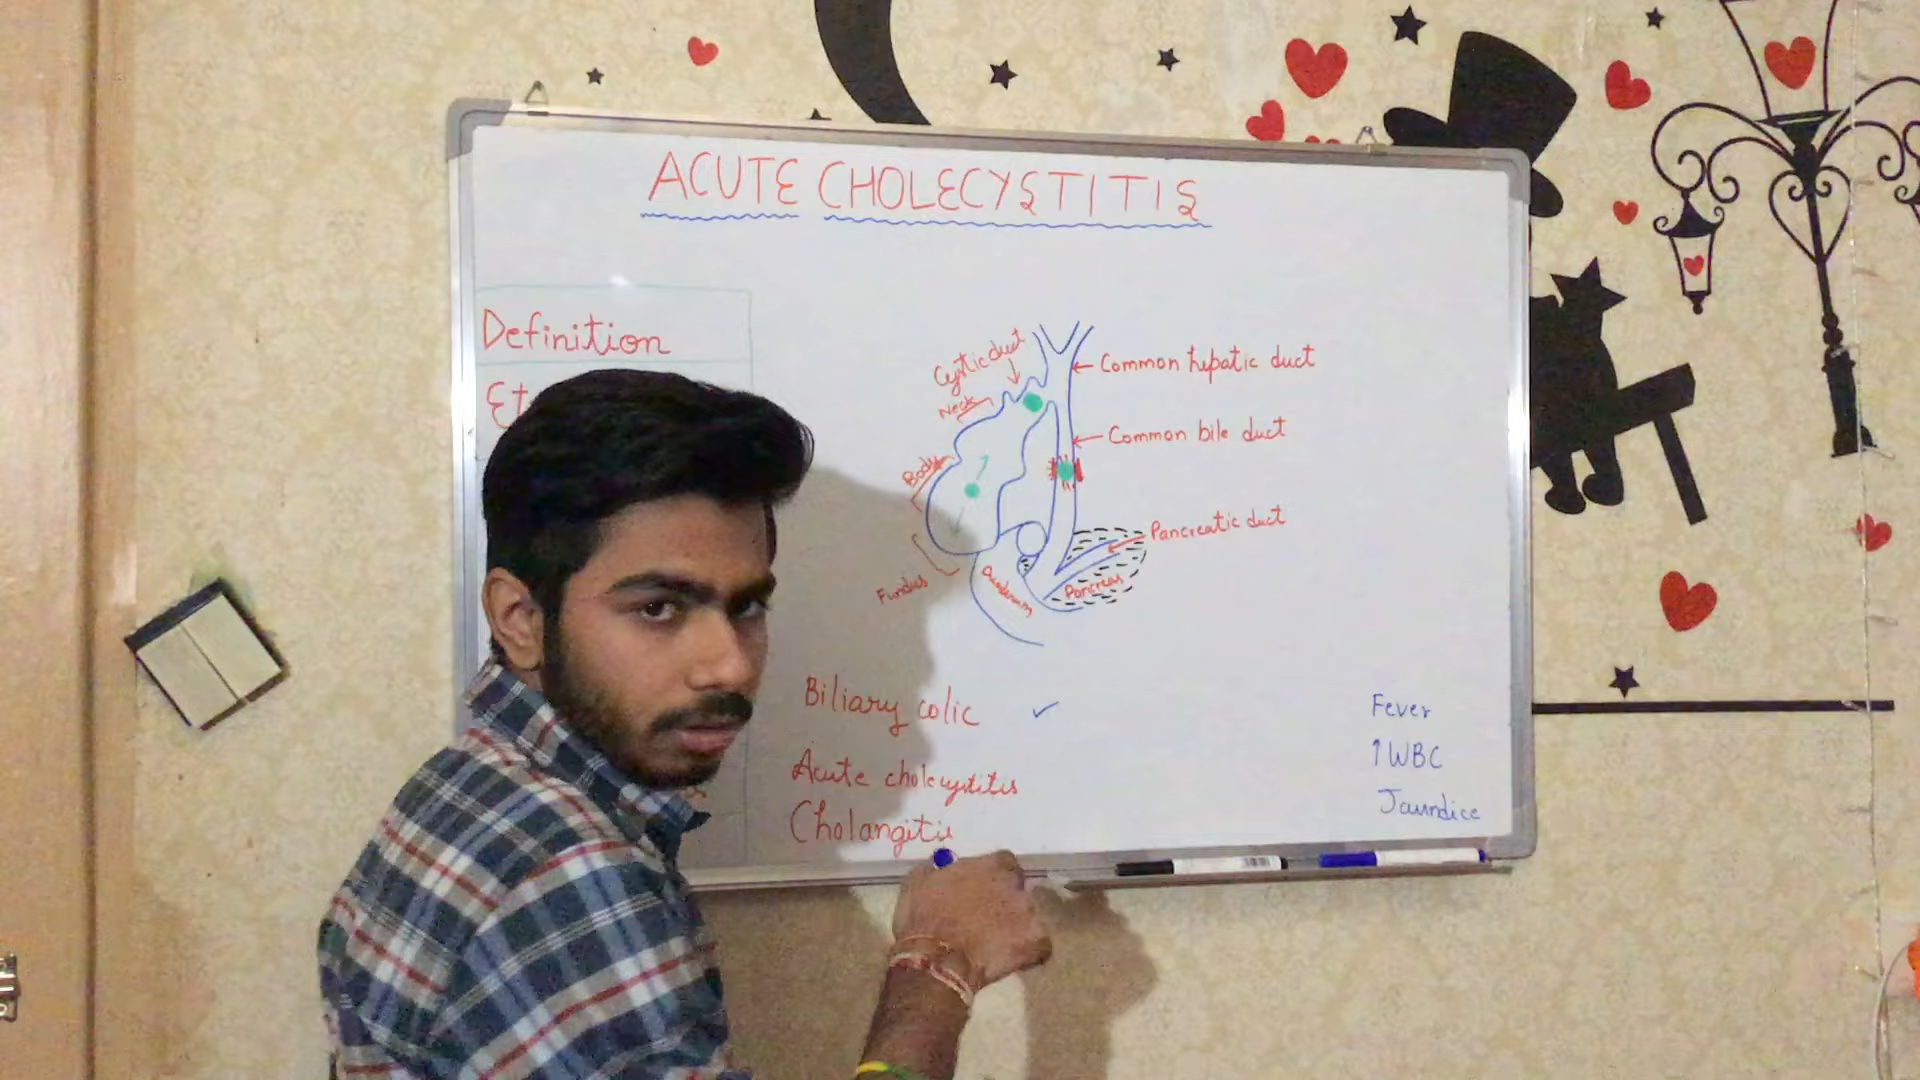 ACUTE CHOLECYSTITIS
Definition
Et
Cystic duct
Neck
Body
Fundus
Common hepatic duct
Common bile duct
Pancreatic duct
Pancreas
Duodenum
Biliary colic ✓
Acute cholecystitis
Cholangitis
Fever
↑WBC
Jaundice